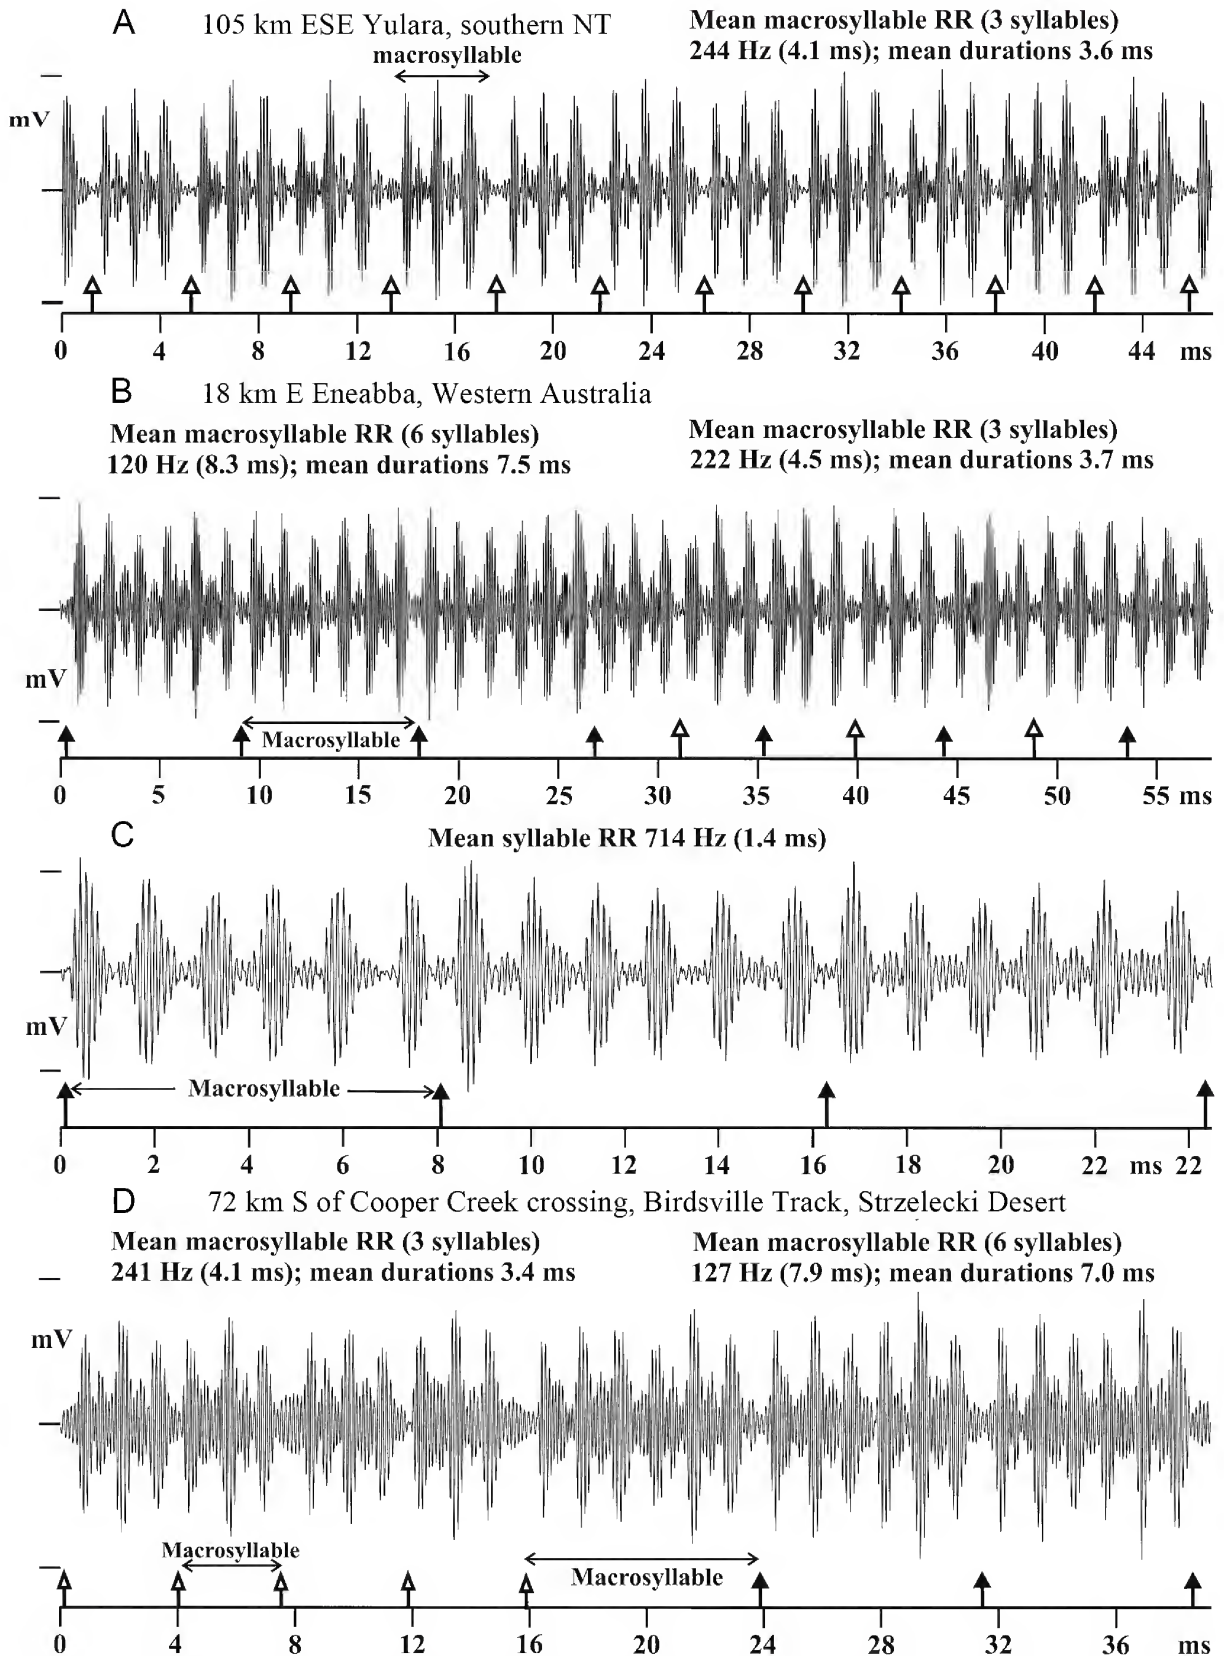 A 105 km ESE Yulara, southern NT
Mean macrosyllable RR (3 syllables)
244 Hz (4.1 ms); mean durations 3.6 ms
macrosyllable
mV
0 4 8 12 16 20 24 28 32 36 40 44 ms
B 18 km E Eneabba, Western Australia
Mean macrosyllable RR (6 syllables)
120 Hz (8.3 ms); mean durations 7.5 ms
Mean macrosyllable RR (3 syllables)
222 Hz (4.5 ms); mean durations 3.7 ms
mV
Macrosyllable
0 5 10 15 20 25 30 35 40 45 50 55 ms
C Mean syllable RR 714 Hz (1.4 ms)
mV
Macrosyllable
0 2 4 6 8 10 12 14 16 18 20 22 ms 22
D 72 km S of Cooper Creek crossing, Birdsville Track, Strzelecki Desert
Mean macrosyllable RR (3 syllables)
241 Hz (4.1 ms); mean durations 3.4 ms
Mean macrosyllable RR (6 syllables)
127 Hz (7.9 ms); mean durations 7.0 ms
mV
Macrosyllable
Macrosyllable
0 4 8 12 16 20 24 28 32 36 ms